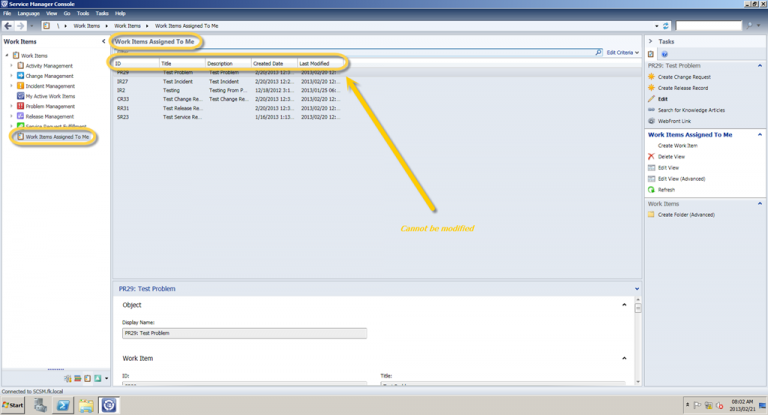 Service Manager Console
File Language View Go Tools Tasks Help
\ Work Items \ Work Items \ Work Items Assigned To Me
Work Items
Work Items
Activity Management
Change Management
Incident Management
My Active Work Items
Problem Management
Release Management
Service Request Fulfillment
Work Items Assigned To Me
Work Items Assigned To Me
Edit Criteria
ID Title Description Created Date Last Modified
PR29 Test Problem Test Problem 2/20/2013 12:3... 2013/02/20 12:...
IR27 Test Incident Test Incident 2/20/2013 12:2... 2013/02/20 12:...
IR2 Testing Testing From P... 12/18/2012 3:1... 2013/01/25 06:...
CR33 Test Change Re... Test Change Re... 2/20/2013 12:3... 2013/02/20 12:...
RR31 Test Release Re... 2/20/2013 12:3... 2013/02/20 12:...
SR23 Test Service Re... 1/16/2013 1:13... 2013/02/20 12:...
Cannot be modified
PR29: Test Problem
Object
Display Name:
PR29: Test Problem
Work Item
ID: Title:
Tasks
PR29: Test Problem
Create Change Request
Create Release Record
Edit
Search for Knowledge Articles
WebFront Link
Work Items Assigned To Me
Create Work Item
Delete View
Edit View
Edit View (Advanced)
Refresh
Work Items
Create Folder (Advanced)
Start
08:02 AM
2013/02/21